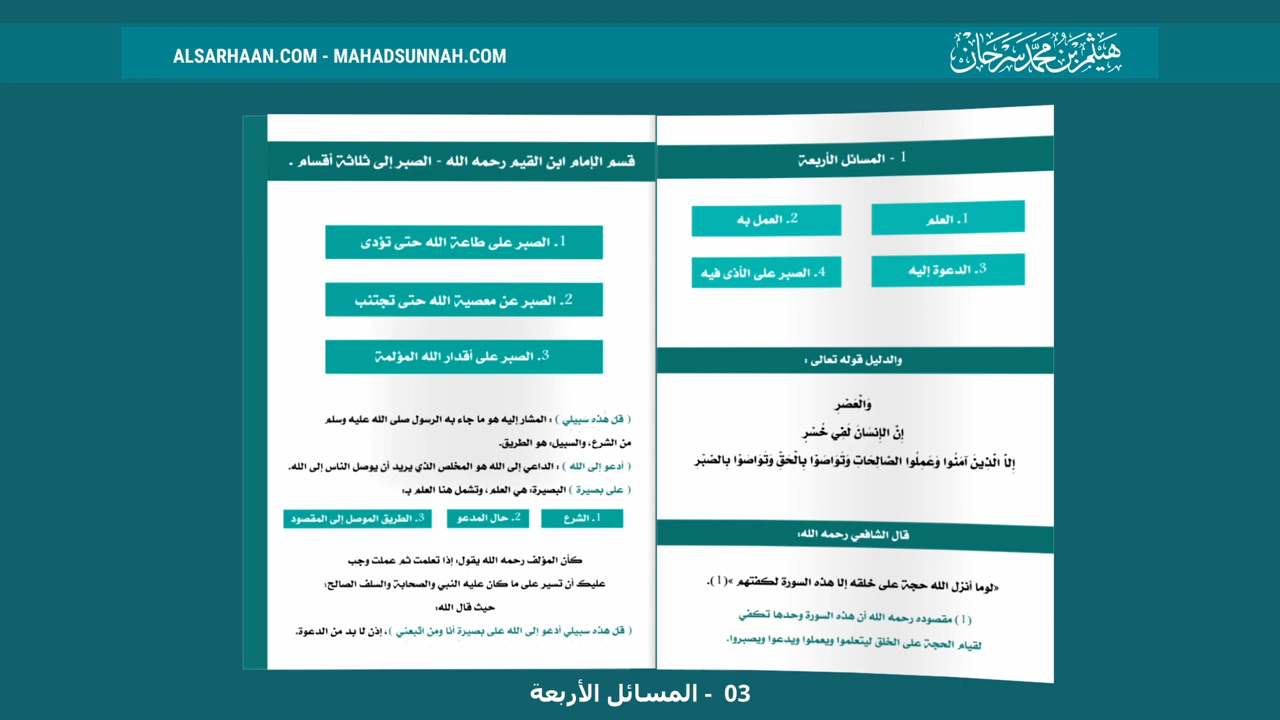 ALSARHAAN.COM - MAHADSUNNAH.COM
هيثم بن محمد سرحان
1 - المسائل الأربعة
1. العلم
2. العمل به
3. الدعوة إليه
4. الصبر على الأذى فيه
والدليل قوله تعالى :
وَالْعَصْرِ
إِنَّ الإِنسَانَ لَفِي خُسْرٍ
إِلاَّ الَّذِينَ آمَنُوا وَعَمِلُوا الصَّالِحَاتِ وَتَوَاصَوْا بِالْحَقِّ وَتَوَاصَوْا بِالصَّبْرِ
قال الشافعي رحمه الله:
«لوما أنزل الله حجة على خلقه إلا هذه السورة لكفتهم »(1).
(1) مقصوده رحمه الله أن هذه السورة وحدها تكفي
لقيام الحجة على الخلق ليتعلموا ويعملوا ويدعوا ويصبروا.
قسم الإمام ابن القيم رحمه الله - الصبر إلى ثلاثة أقسام .
1. الصبر على طاعة الله حتى تؤدى
2. الصبر عن معصية الله حتى تجتنب
3. الصبر على أقدار الله المؤلمة
( قل هذه سبيلي ) : المشار إليه هو ما جاء به الرسول صلى الله عليه وسلم
من الشرع، والسبيل: هو الطريق.
( أدعو إلى الله ) : الداعي إلى الله هو المخلص الذي يريد أن يوصل الناس إلى الله.
( على بصيرة ) البصيرة: هي العلم، وتشمل هنا العلم بـ:
1. الشرع
2. حال المدعو
3. الطريق الموصل إلى المقصود
كأن المؤلف رحمه الله يقول: إذا تعلمت ثم عملت وجب
عليك أن تسير على ما كان عليه النبي والصحابة والسلف الصالح؛
حيث قال الله:
( قل هذه سبيلي أدعو إلى الله على بصيرة أنا ومن اتبعني )، إذن لا بد من الدعوة.
03 - المسائل الأربعة